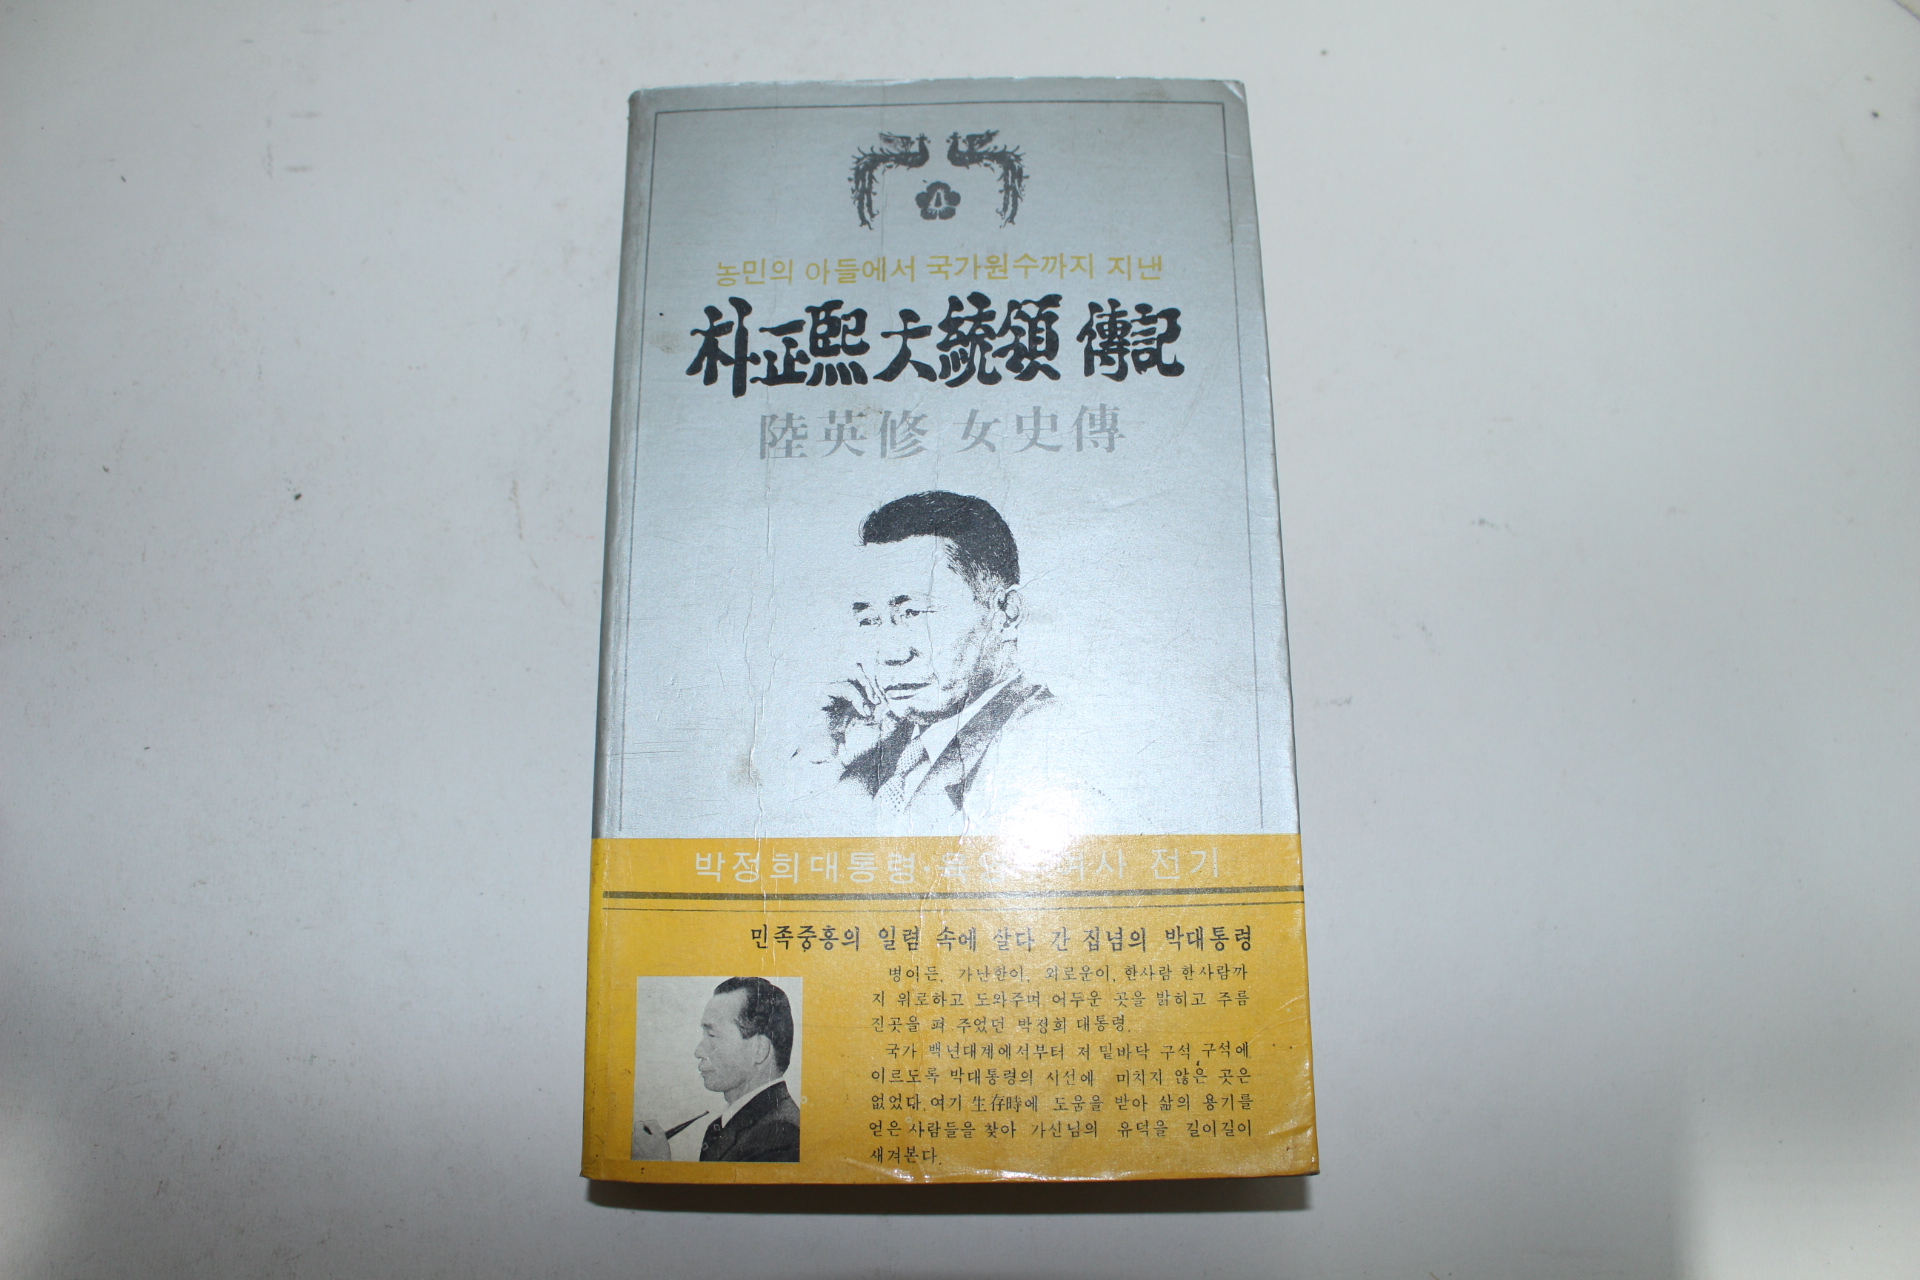 농민의 아들에서 국가원수까지 지낸
朴正熙 大統領 傳記
陸英修 女史傳
박정희대통령·육영 여사 전기
민족중흥의 일렴 속에 살다 간 집념의 박대통령
병이든, 가난한이, 외로운이, 한사람 한사람까
지 위로하고 도와주며 어두운 곳을 밝히고 주름
진곳을 펴 주었던 박정희 대통령.
국가 백년대계에서부터 저 밑바닥 구석 구석에
이르도록 박대통령의 시선에 미치지 않은 곳은
없었다. 여기 生存時에 도움을 받아 삶의 용기를
얻은 사람들을 찾아 가신님의 유덕을 길이길이
새겨본다.